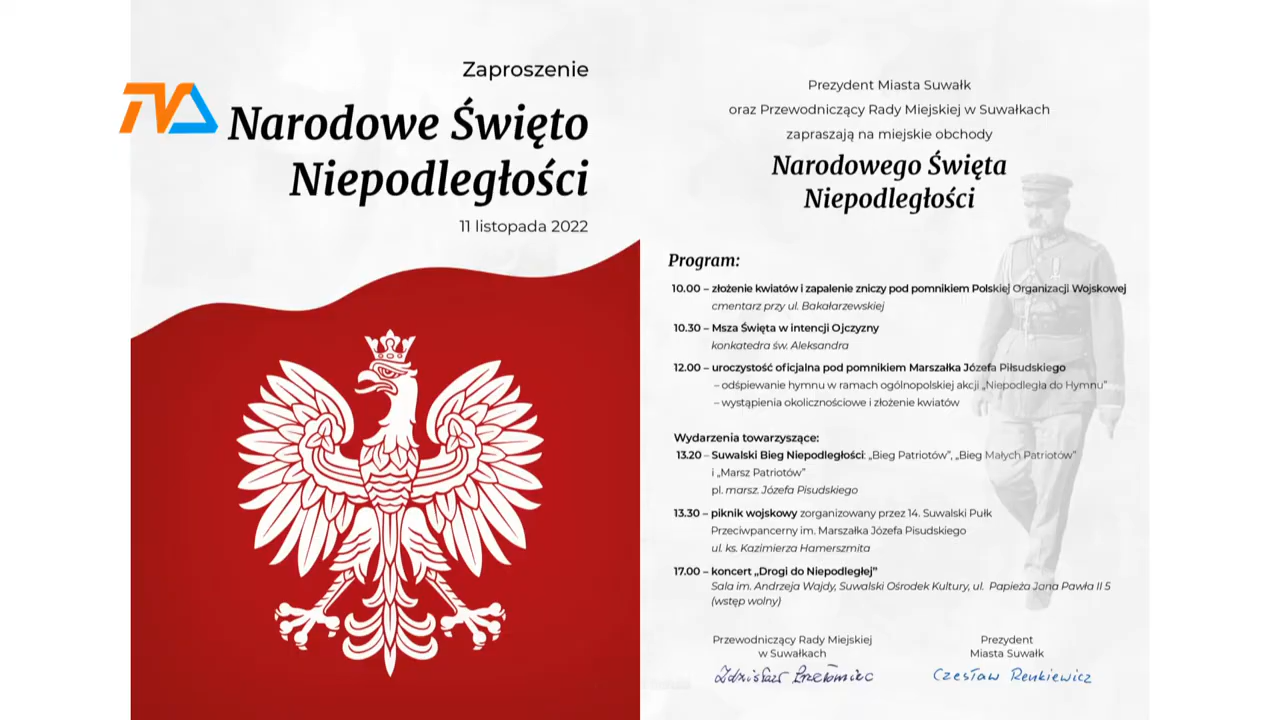 Zaproszenie
TVA
Narodowe Święto
Niepodległości
11 listopada 2022
Prezydent Miasta Suwałk
oraz Przewodniczący Rady Miejskiej w Suwałkach
zapraszają na miejskie obchody
Narodowego Święta
Niepodległości
Program:
10.00 – złożenie kwiatów i zapalenie zniczy pod pomnikiem Polskiej Organizacji Wojskowej
cmentarz przy ul. Bakałarzewskiej
10.30 – Msza Święta w intencji Ojczyzny
konkatedra św. Aleksandra
12.00 – uroczystość oficjalna pod pomnikiem Marszałka Józefa Piłsudskiego
– odśpiewanie hymnu w ramach ogólnopolskiej akcji „Niepodległa do Hymnu”
– wystąpienia okolicznościowe i złożenie kwiatów
Wydarzenia towarzyszące:
13.20 – Suwalski Bieg Niepodległości: „Bieg Patriotów”, „Bieg Małych Patriotów”
i „Marsz Patriotów”
pl. marsz. Józefa Pisudskiego
13.30 – piknik wojskowy zorganizowany przez 14. Suwalski Pułk
Przeciwpancerny im. Marszałka Józefa Pisudskiego
ul. ks. Kazimierza Hamerszmita
17.00 – koncert „Drogi do Niepodległej”
Sala im. Andrzeja Wajdy, Suwalski Ośrodek Kultury, ul. Papieża Jana Pawła II 5
(wstęp wolny)
Przewodniczący Rady Miejskiej
w Suwałkach
Zdzisław Przełomiec
Prezydent
Miasta Suwałk
Czesław Renkiewicz